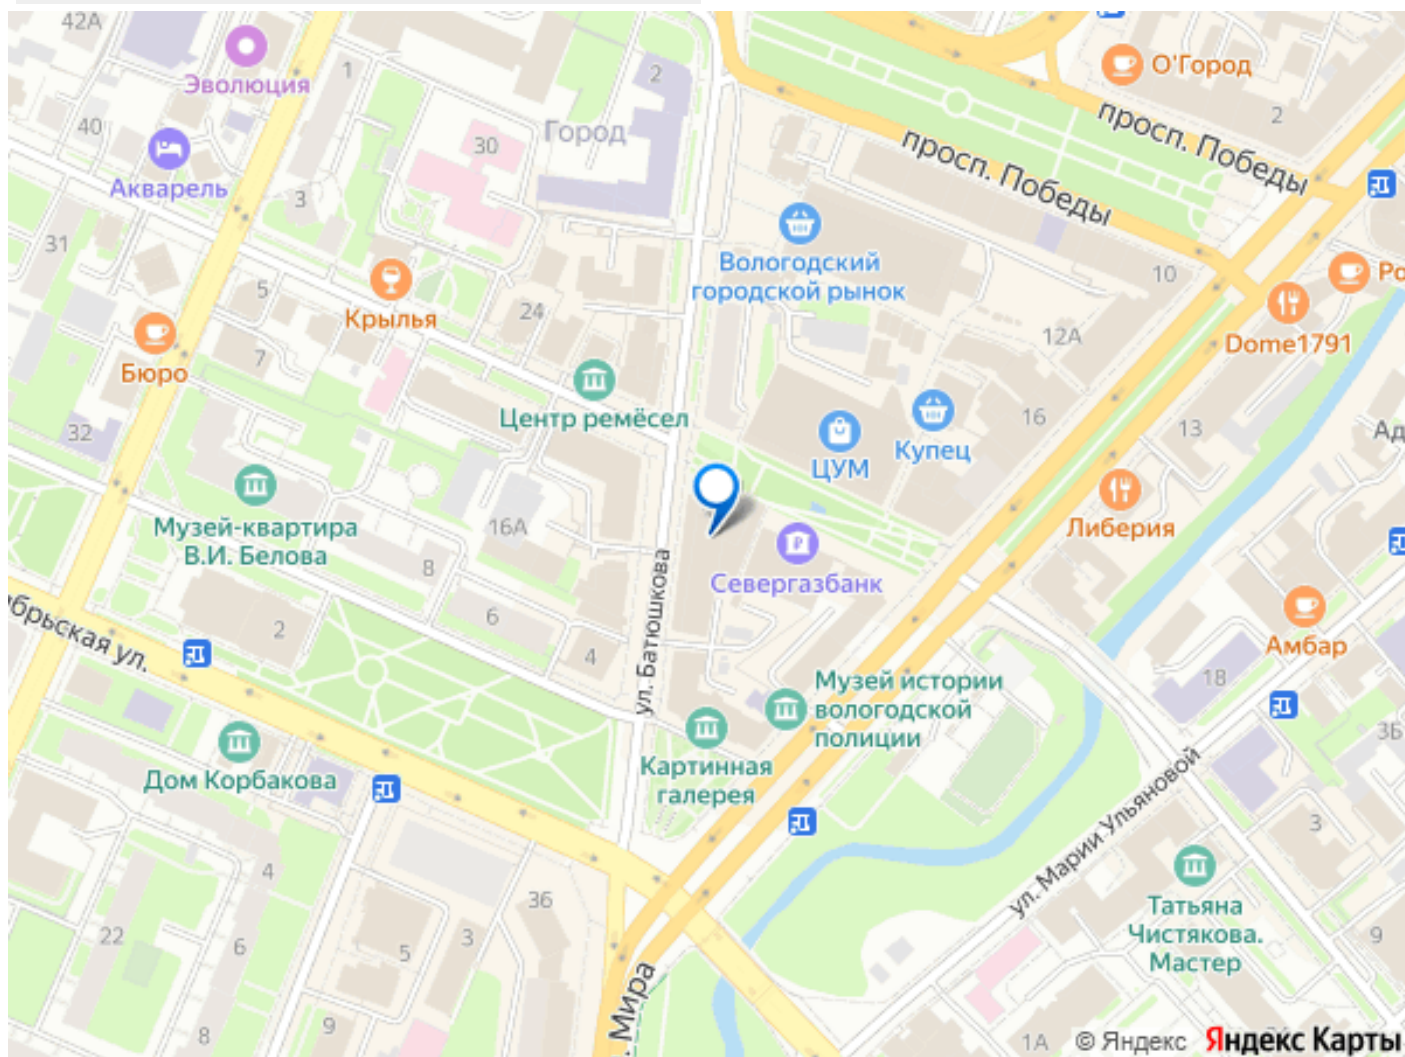 42А
Эволюция
1
2
О'Город
2
просп. Победы
40
30
Город
просп. Победы
Акварель
3
31
Вологодский
городской рынок
10
Ро
5
Крылья
24
12А
Dome1791
Бюро
7
Центр ремёсел
16
32
ЦУМ
Купец
13
Ад
Музей-квартира
В.И. Белова
16А
Либерия
8
Севергазбанк
брьская ул.
2
6
4
ул. Батюшкова
Амбар
18
Музей истории
вологодской
полиции
3Б
Дом Корбакова
Картинная
галерея
ул. Марии Ульяновой
3
4
36
Татьяна
Чистякова.
Мастер
22
6
5
3
9
Мира
8
9
1А
© Яндекс
Яндекс Карты